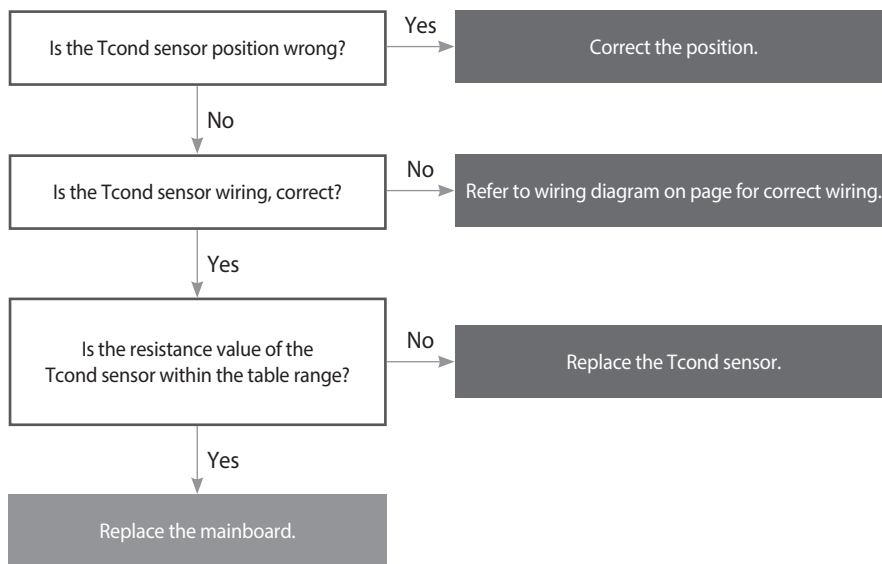 Is the Tcond sensor position wrong?
Yes
Correct the position.
No
Is the Tcond sensor wiring, correct?
No
Refer to wiring diagram on page for correct wiring.
Yes
Is the resistance value of the
Tcond sensor within the table range?
No
Replace the Tcond sensor.
Yes
Replace the mainboard.